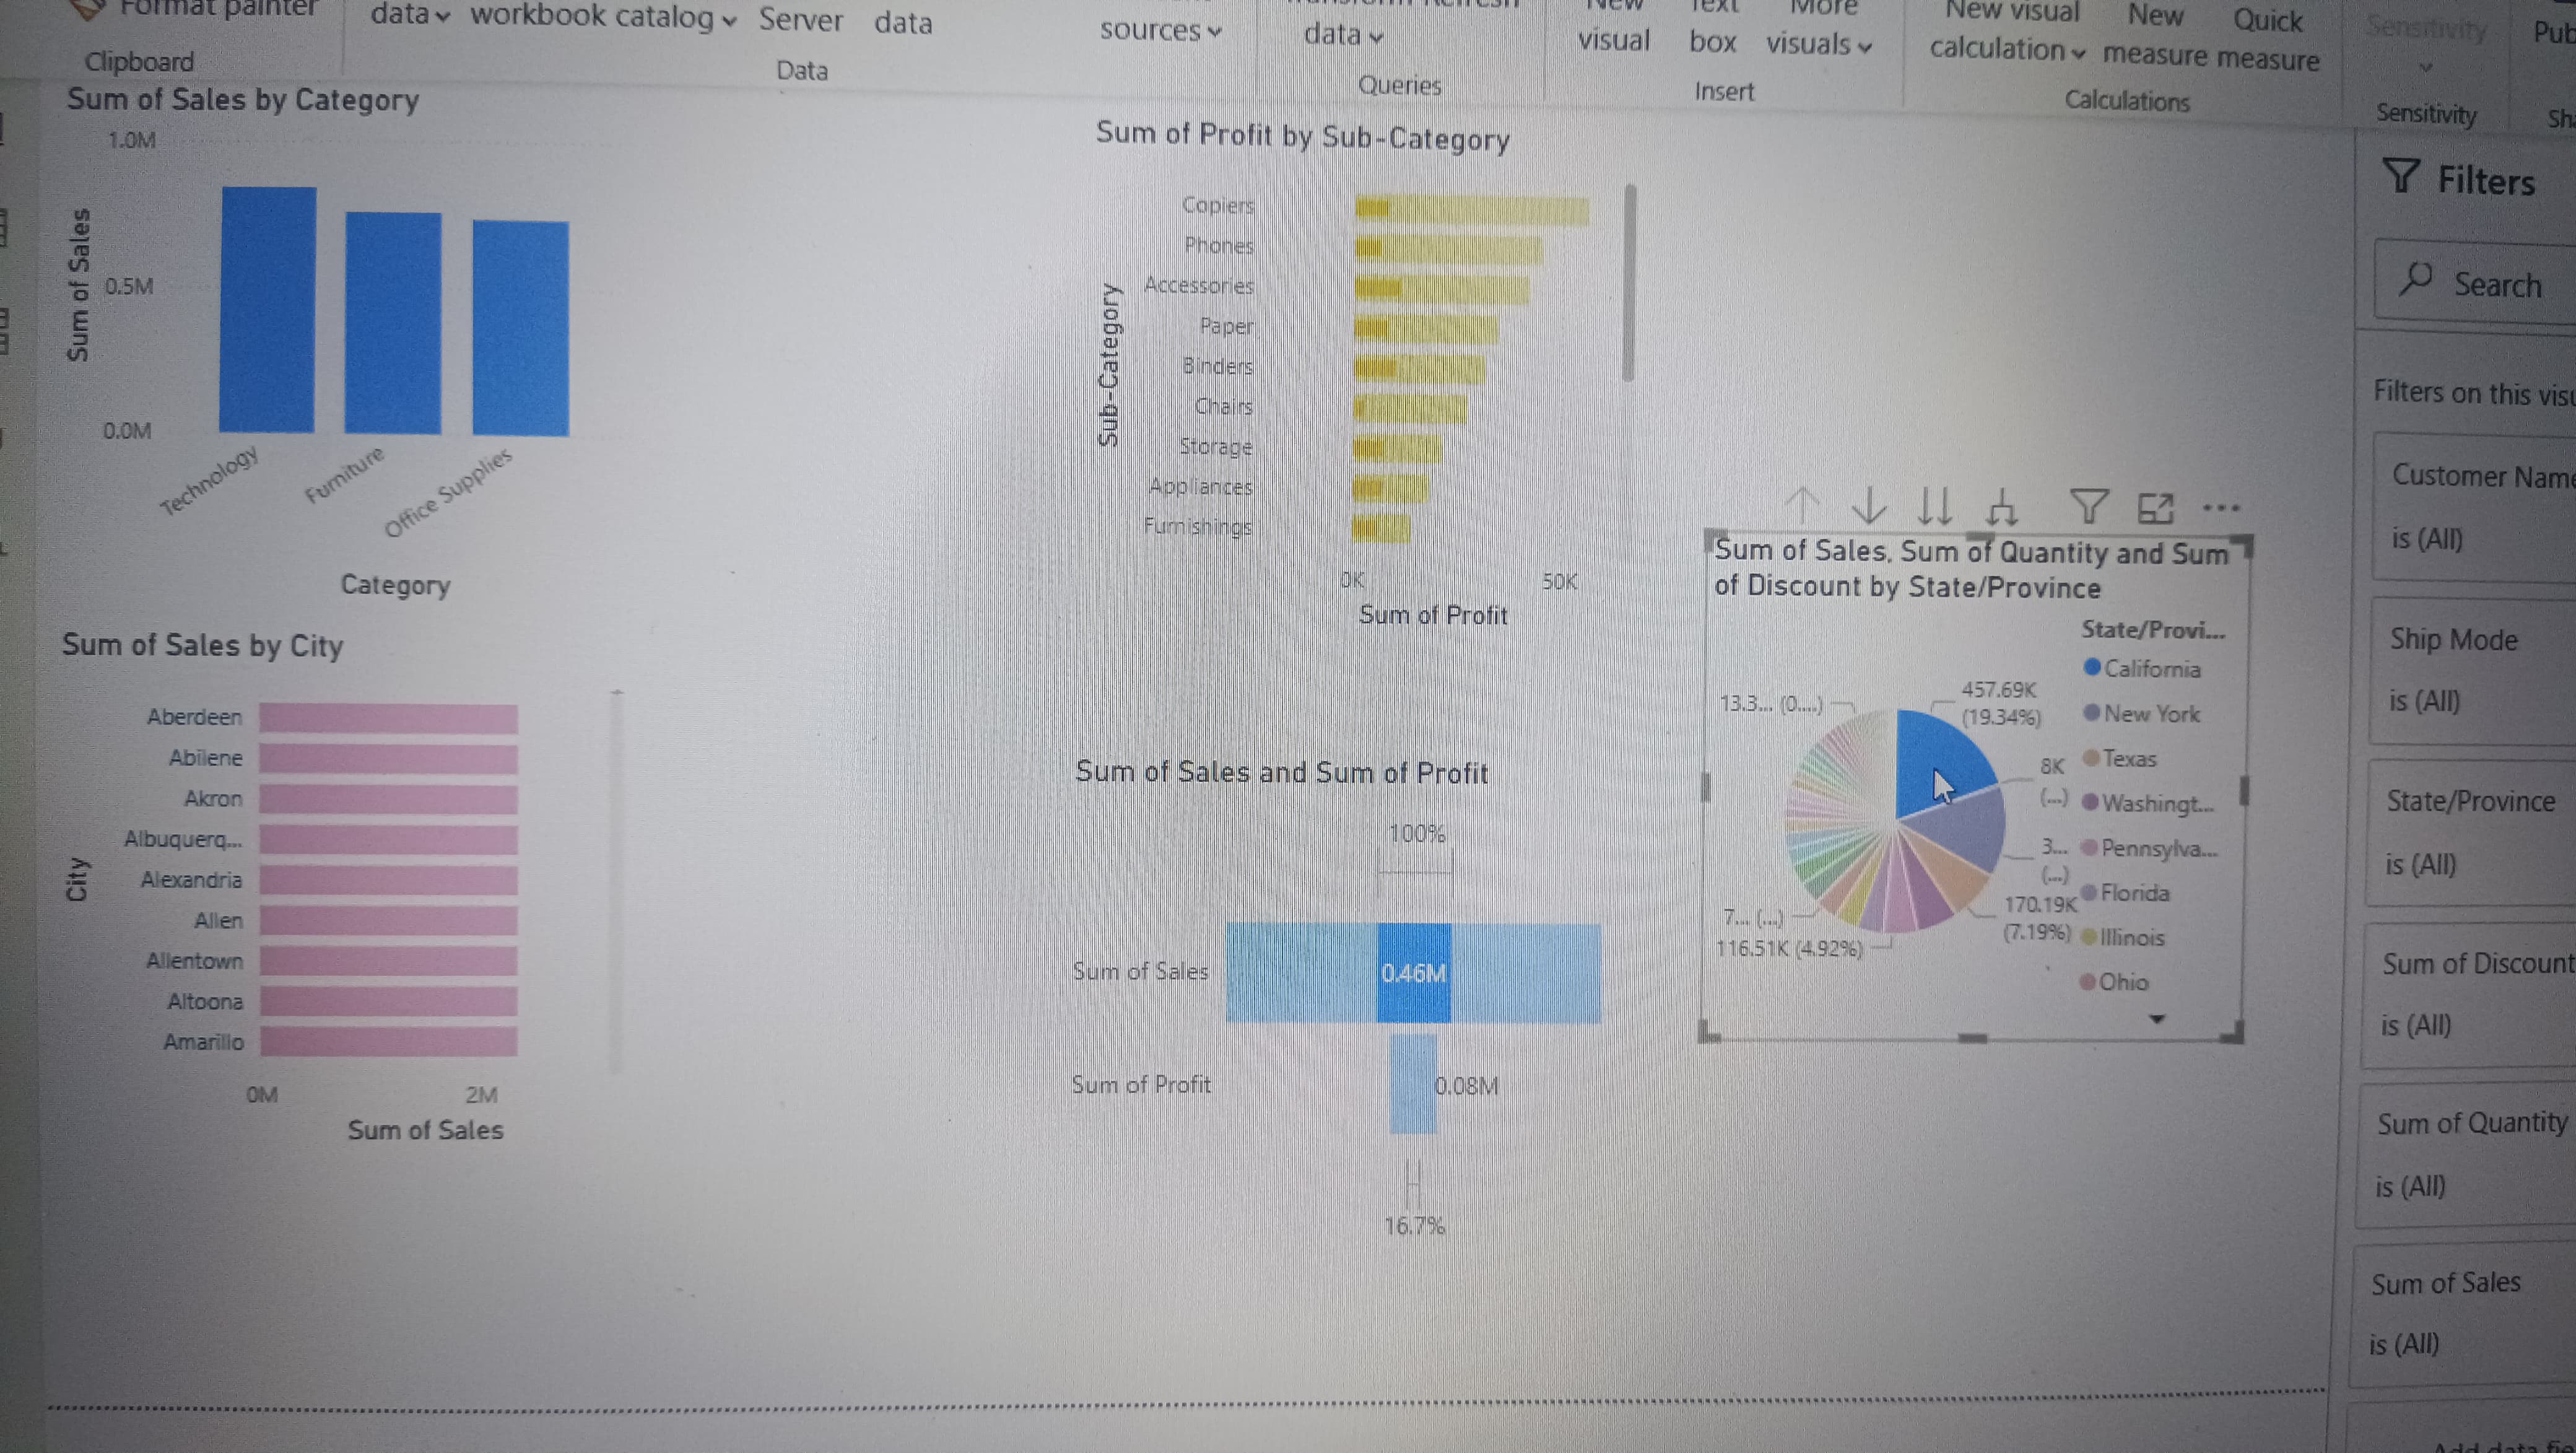 Format painter
data
workbook catalog
Server
data
sources
data
New
visual
Text
box
More
visuals
New visual
calculation
New
measure
Quick
measure
Sensitivity
Pub
Clipboard
Data
Queries
Insert
Calculations
Sensitivity
Sh
Sum of Sales by Category
1.0M
0.5M
0.0M
Sum of Sales
Technology
Furniture
Office Supplies
Category
Sum of Sales by City
City
Aberdeen
Abilene
Akron
Albuquerq...
Alexandria
Allen
Allentown
Altoona
Amarillo
0M
2M
Sum of Sales
Sum of Profit by Sub-Category
Sub-Category
Copiers
Phones
Accessories
Paper
Binders
Chairs
Storage
Appliances
Furnishings
0K
50K
Sum of Profit
Sum of Sales and Sum of Profit
100%
Sum of Sales
0.46M
Sum of Profit
0.08M
16.7%
Sum of Sales, Sum of Quantity and Sum
of Discount by State/Province
State/Provi...
California
New York
Texas
Washingt...
Pennsylva...
Florida
Illinois
Ohio
13.3... (0....)
457.69K
(19.34%)
8K
(...)
3...
(...)
170.19K
(7.19%)
7... (...)
116.51K (4.92%)
Filters
Search
Filters on this visu
Customer Name
is (All)
Ship Mode
is (All)
State/Province
is (All)
Sum of Discount
is (All)
Sum of Quantity
is (All)
Sum of Sales
is (All)